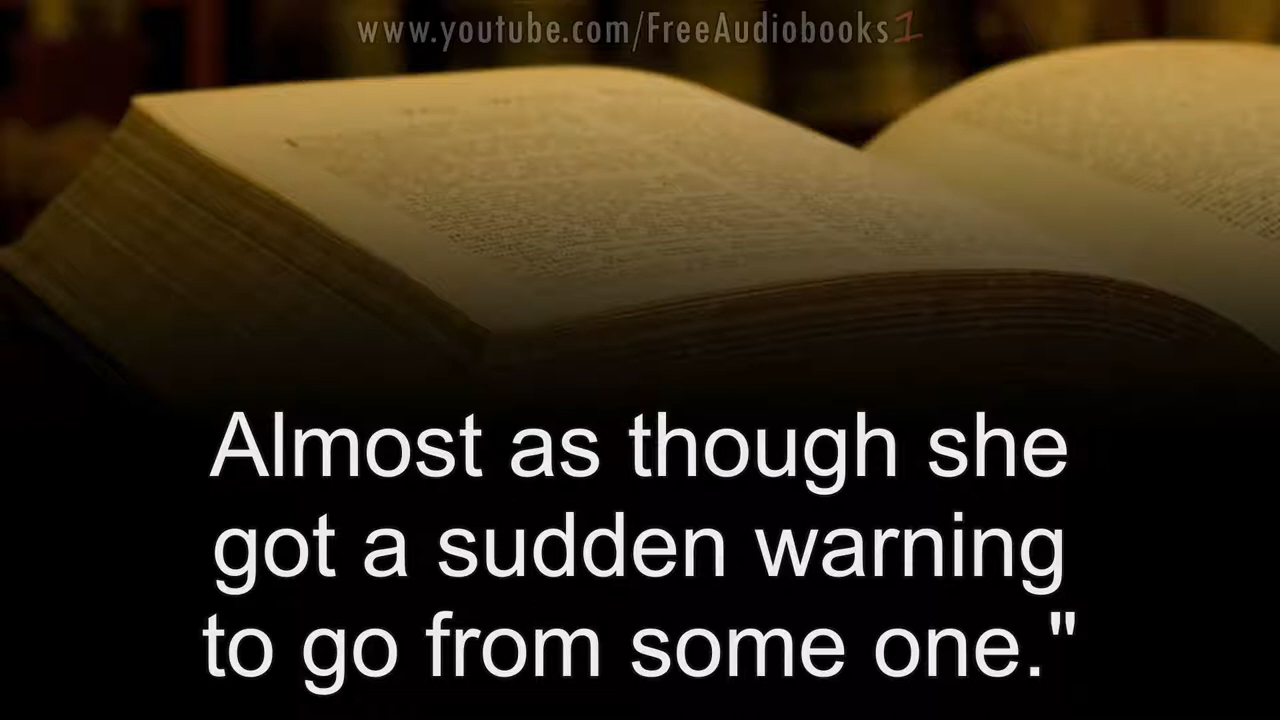 www.youtube.com/FreeAudiobooks1
Almost as though she
got a sudden warning
to go from some one."